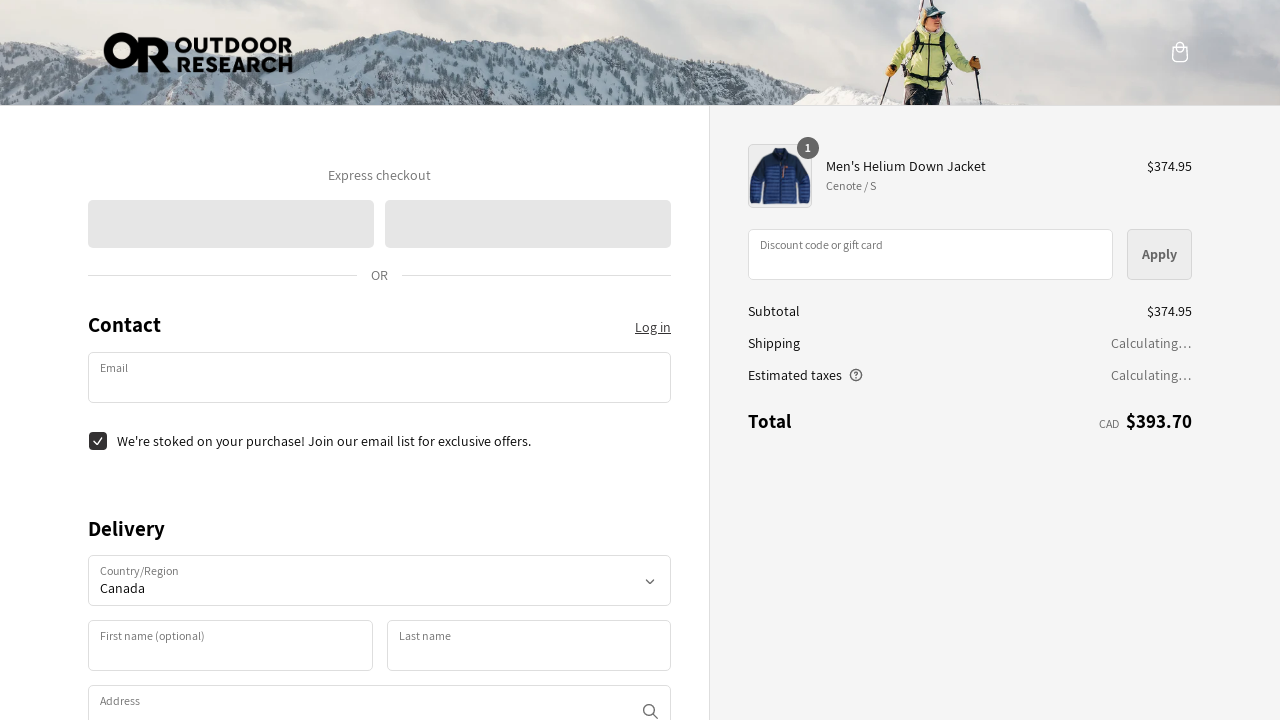 OR OUTDOOR
RESEARCH
Express checkout
OR
Contact
Log in
Email
We're stoked on your purchase! Join our email list for exclusive offers.
Delivery
Country/Region
Canada
First name (optional)
Last name
Address
1
Men's Helium Down Jacket
$374.95
Cenote / S
Discount code or gift card
Apply
Subtotal
$374.95
Shipping
Calculating…
Estimated taxes
Calculating…
Total
CAD $393.70